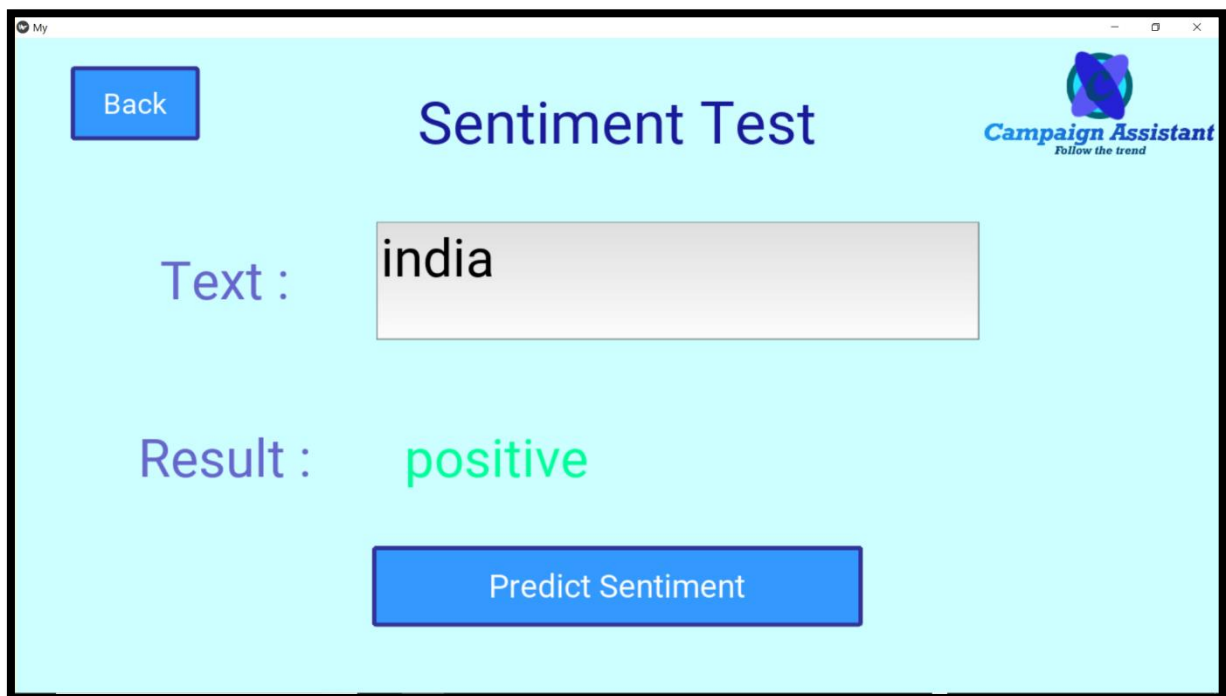 My
Back
Sentiment Test
C
Campaign Assistant
Follow the trend
Text :
india
Result :
positive
Predict Sentiment